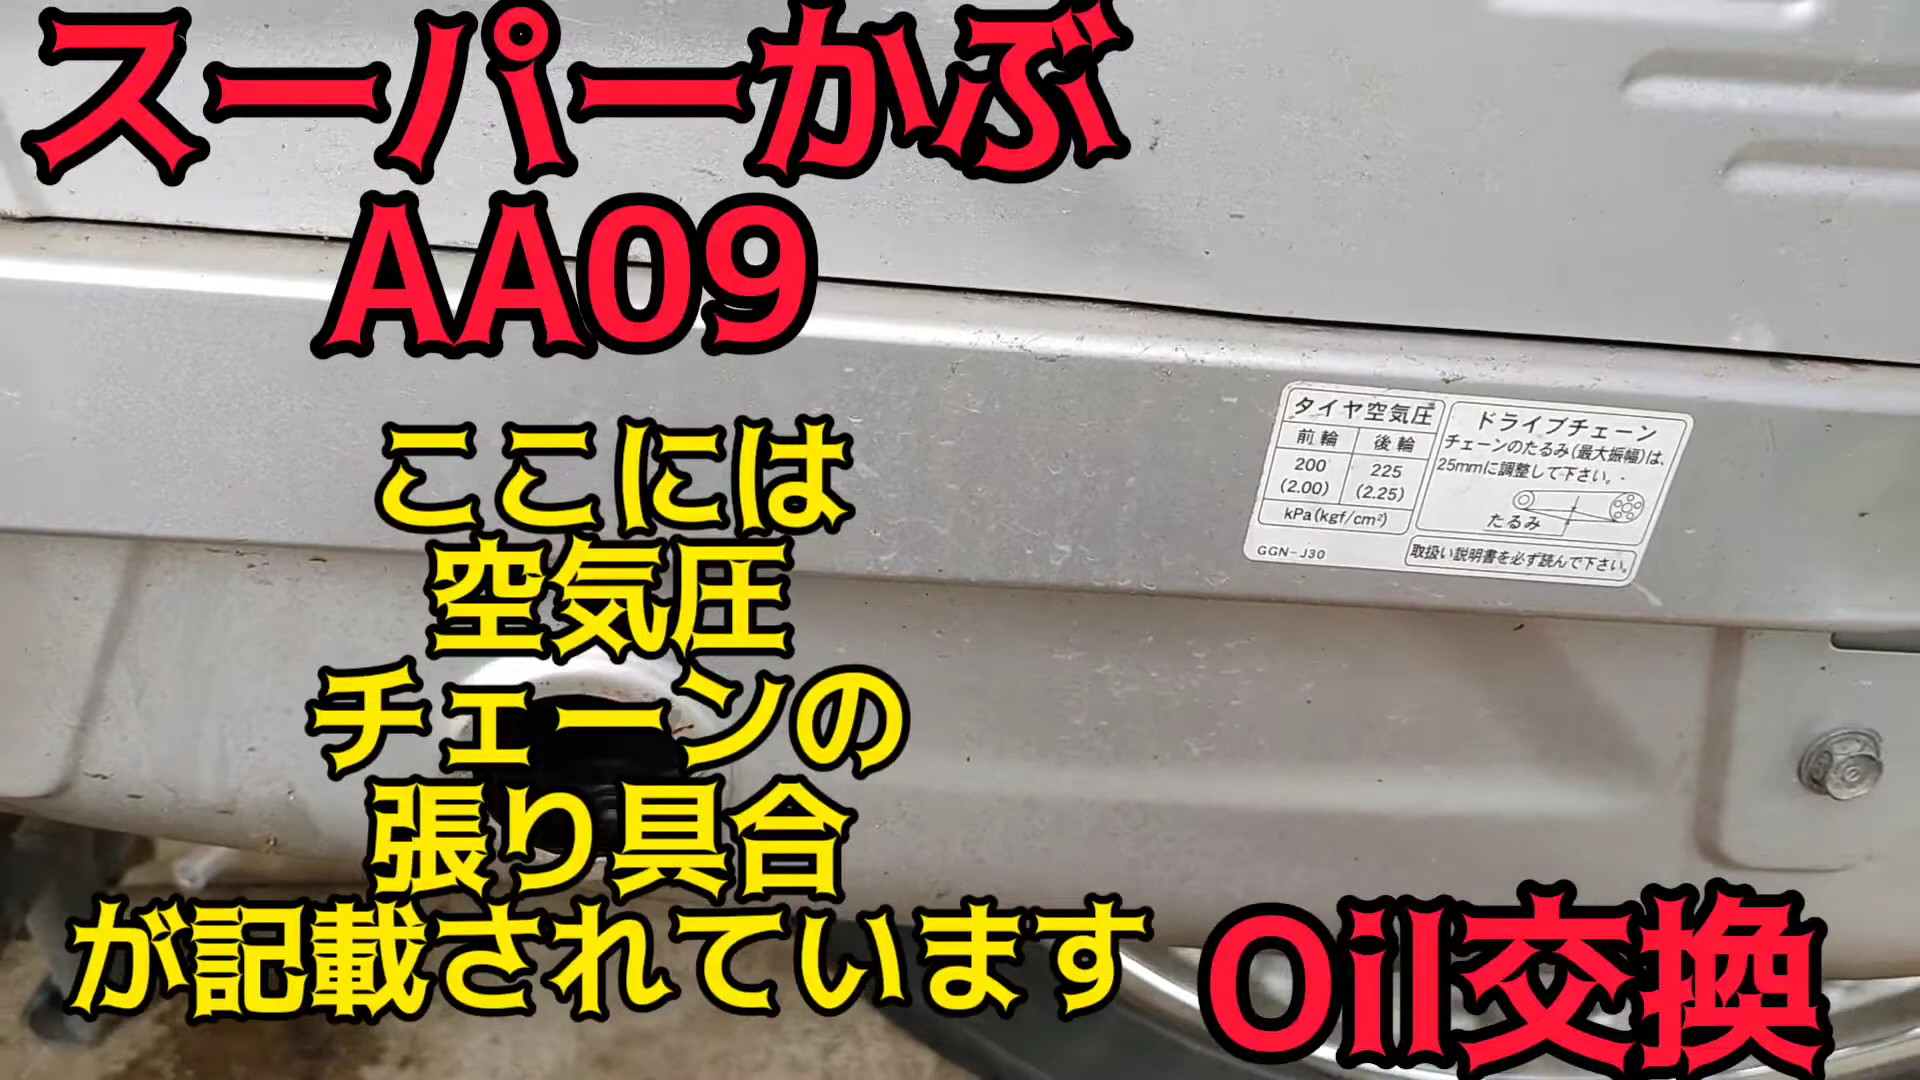 スーパーかぶ
AA09
ここには
空気圧
チェーンの
張り具合
が記載されています
Oil交換
タイヤ空気圧
前輪 後輪
200 225
(2.00) (2.25)
kPa(kgf/cm²)
GGN-J30
ドライブチェーン
チェーンのたるみ(最大振幅)は、
25mmに調整して下さい。
たるみ
取扱い説明書を必ず読んで下さい。